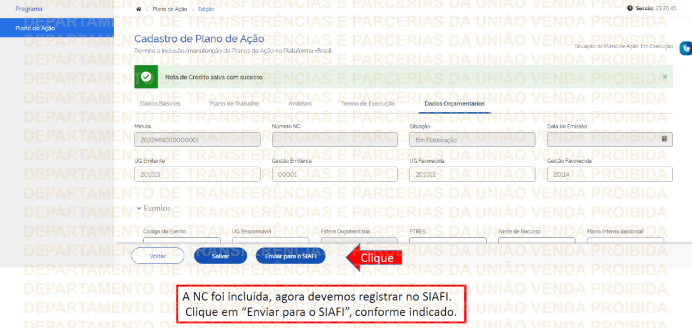 Programa
Plano de Ação
Plano de Ação
Edição
Sessão: 23:20:45
Cadastro de Plano de Ação
Permite a inclusão/manutenção de Planos de Ação na Plataforma +Brasil
Situação do Plano de Ação: Em Execução
Nota de Crédito salva com sucesso
Dados Básicos Plano de Trabalho Análises Termo de Execução Dados Orçamentários
Minuta Número NC Situação Data de Emissão
2022MNC00000001 Em Elaboração
UG Emitente Gestão Emitente UG Favorecida Gestão Favorecida
201013 00001 201013 20114
Eventos
Código do Evento UG Responsável Esfera Orçamentária PTRES Fonte de Recurso Plano Interno (opcional)
Voltar Salvar Enviar para o SIAFI Clique
A NC foi incluída, agora devemos registrar no SIAFI.
Clique em “Enviar para o SIAFI”, conforme indicado.
DEPARTAMENTO DE TRANSFERÊNCIAS E PARCERIAS DA UNIÃO VENDA PROIBIDA